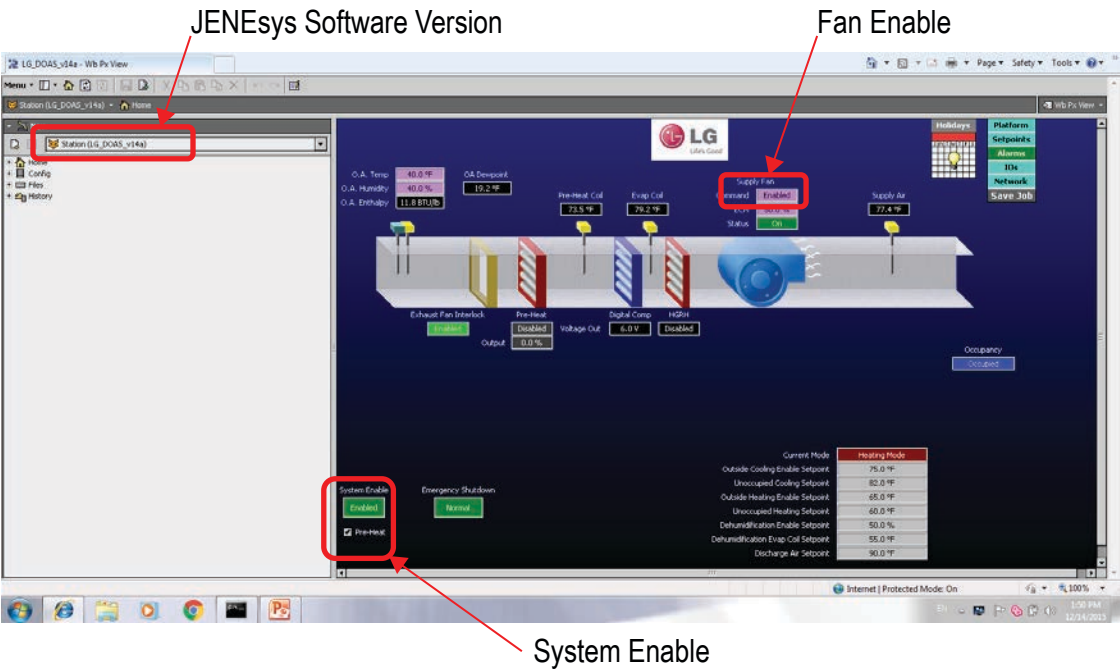 JENEsys Software Version
Fan Enable
LG_DOAS_v14a - Wb Px View
Page Safety Tools
Menu
Station (LG_DOAS_v14a) Home
Wb Px View
Station (LG_DOAS_v14a)
Home
Config
Files
History
LG
Life's Good
Holidays
Platform
Setpoints
Alarms
IOs
Network
Save Job
O.A. Temp 40.0 °F
O.A. Humidity 40.0 %
O.A. Enthalpy 11.8 BTU/lb
OA Dewpoint
19.2 °F
Pre-Heat Coil
73.5 °F
Evap Coil
79.2 °F
Supply Fan
Command Enabled
Status On
Supply Air
77.4 °F
Exhaust Fan Interlock
Enabled
Pre-Heat
Disabled
Output 0.0 %
Digital Comp
Voltage Out 6.0 V
HGRH
Disabled
Occupancy
Occupied
Current Mode Heating Mode
Outside Cooling Enable Setpoint 75.0 °F
Unoccupied Cooling Setpoint 82.0 °F
Outside Heating Enable Setpoint 65.0 °F
Unoccupied Heating Setpoint 60.0 °F
Dehumidification Enable Setpoint 50.0 %
Dehumidification Evap Coil Setpoint 55.0 °F
Discharge Air Setpoint 90.0 °F
System Enable
Enabled
Pre-Heat
Emergency Shutdown
Normal
Internet | Protected Mode: On
100%
EN
1:50 PM
12/14/2015
System Enable